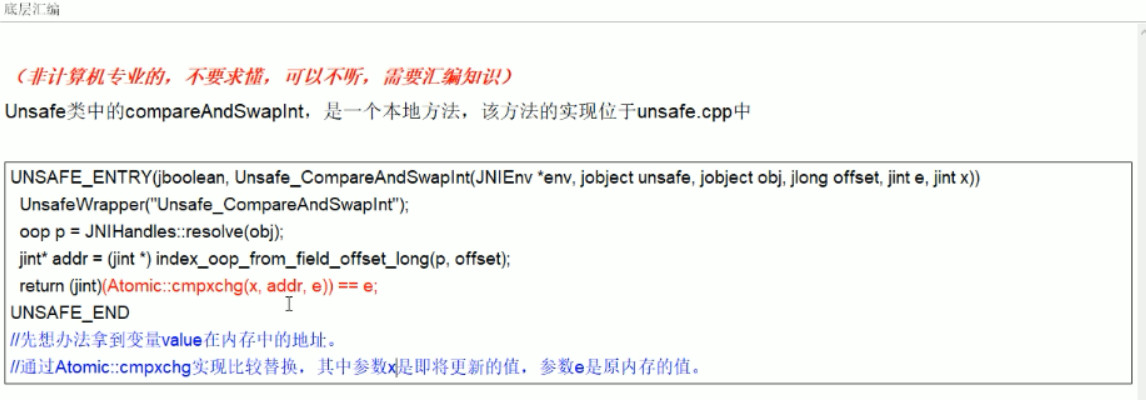 底层汇编
（非计算机专业的，不要求懂，可以不听，需要汇编知识）
Unsafe类中的compareAndSwapInt，是一个本地方法，该方法的实现位于unsafe.cpp中
UNSAFE_ENTRY(jboolean, Unsafe_CompareAndSwapInt(JNIEnv *env, jobject unsafe, jobject obj, jlong offset, jint e, jint x))
UnsafeWrapper("Unsafe_CompareAndSwapInt");
oop p = JNIHandles::resolve(obj);
jint* addr = (jint *) index_oop_from_field_offset_long(p, offset);
return (jint)(Atomic::cmpxchg(x, addr, e)) == e;
UNSAFE_END
//先想办法拿到变量value在内存中的地址。
//通过Atomic::cmpxchg实现比较替换，其中参数x是即将更新的值，参数e是原内存的值。